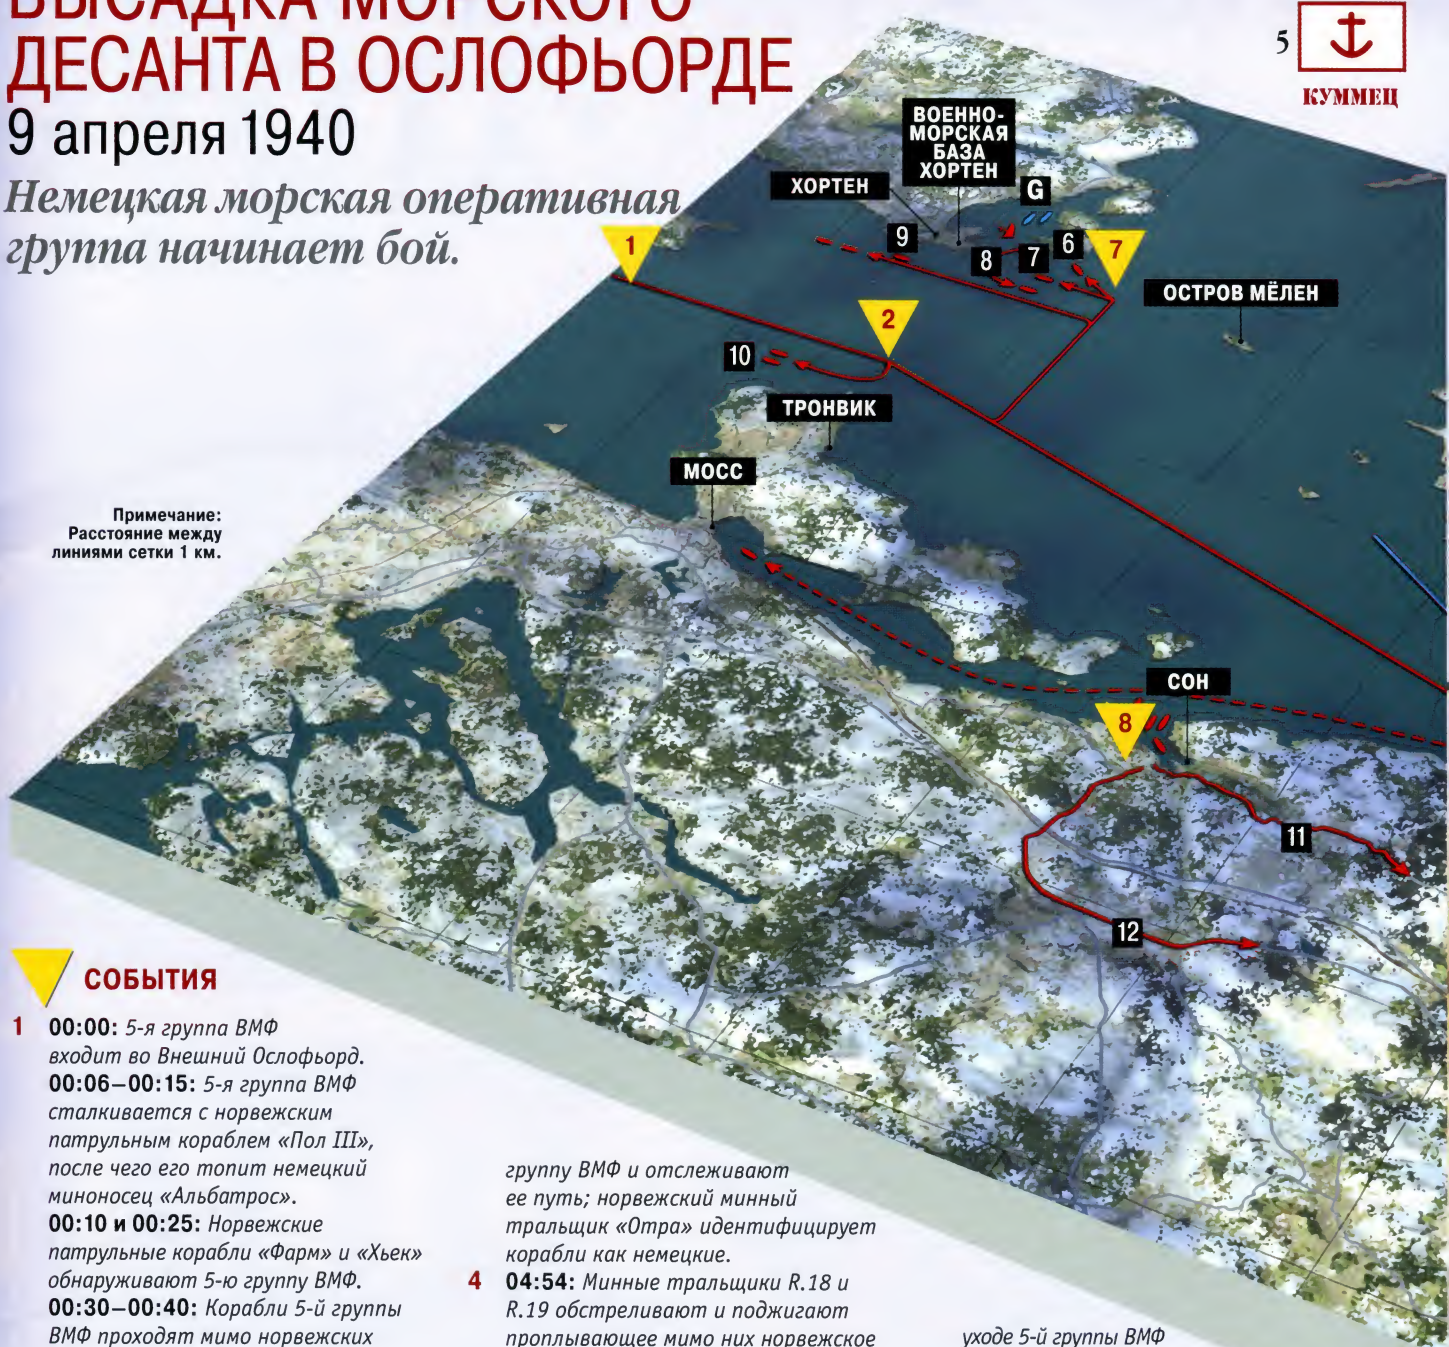 ВЫСАДКА МОРСКОГО
ДЕСАНТА В ОСЛОФЬОРДЕ
9 апреля 1940
Немецкая морская оперативная
группа начинает бой.
5
КУММЕЦ
ВОЕННО-
МОРСКАЯ
БАЗА
ХОРТЕН
ХОРТЕН
G
1
9
8
7
6
7
ОСТРОВ МЁЛЕН
2
10
ТРОНВИК
МОСС
Примечание:
Расстояние между
линиями сетки 1 км.
СОН
8
11
12
СОБЫТИЯ
1 00:00: 5-я группа ВМФ
входит во Внешний Ослофьорд.
00:06–00:15: 5-я группа ВМФ
сталкивается с норвежским
патрульным кораблем «Пол III»,
после чего его топит немецкий
миноносец «Альбатрос».
00:10 и 00:25: Норвежские
патрульные корабли «Фарм» и «Хьек»
обнаруживают 5-ю группу ВМФ.
00:30–00:40: Корабли 5-й группы
ВМФ проходят мимо норвежских
группу ВМФ и отслеживают
ее путь; норвежский минный
тральщик «Отра» идентифицирует
корабли как немецкие.
4 04:54: Минные тральщики R.18 и
R.19 обстреливают и поджигают
проплывающее мимо них норвежское
уходе 5-й группы ВМФ